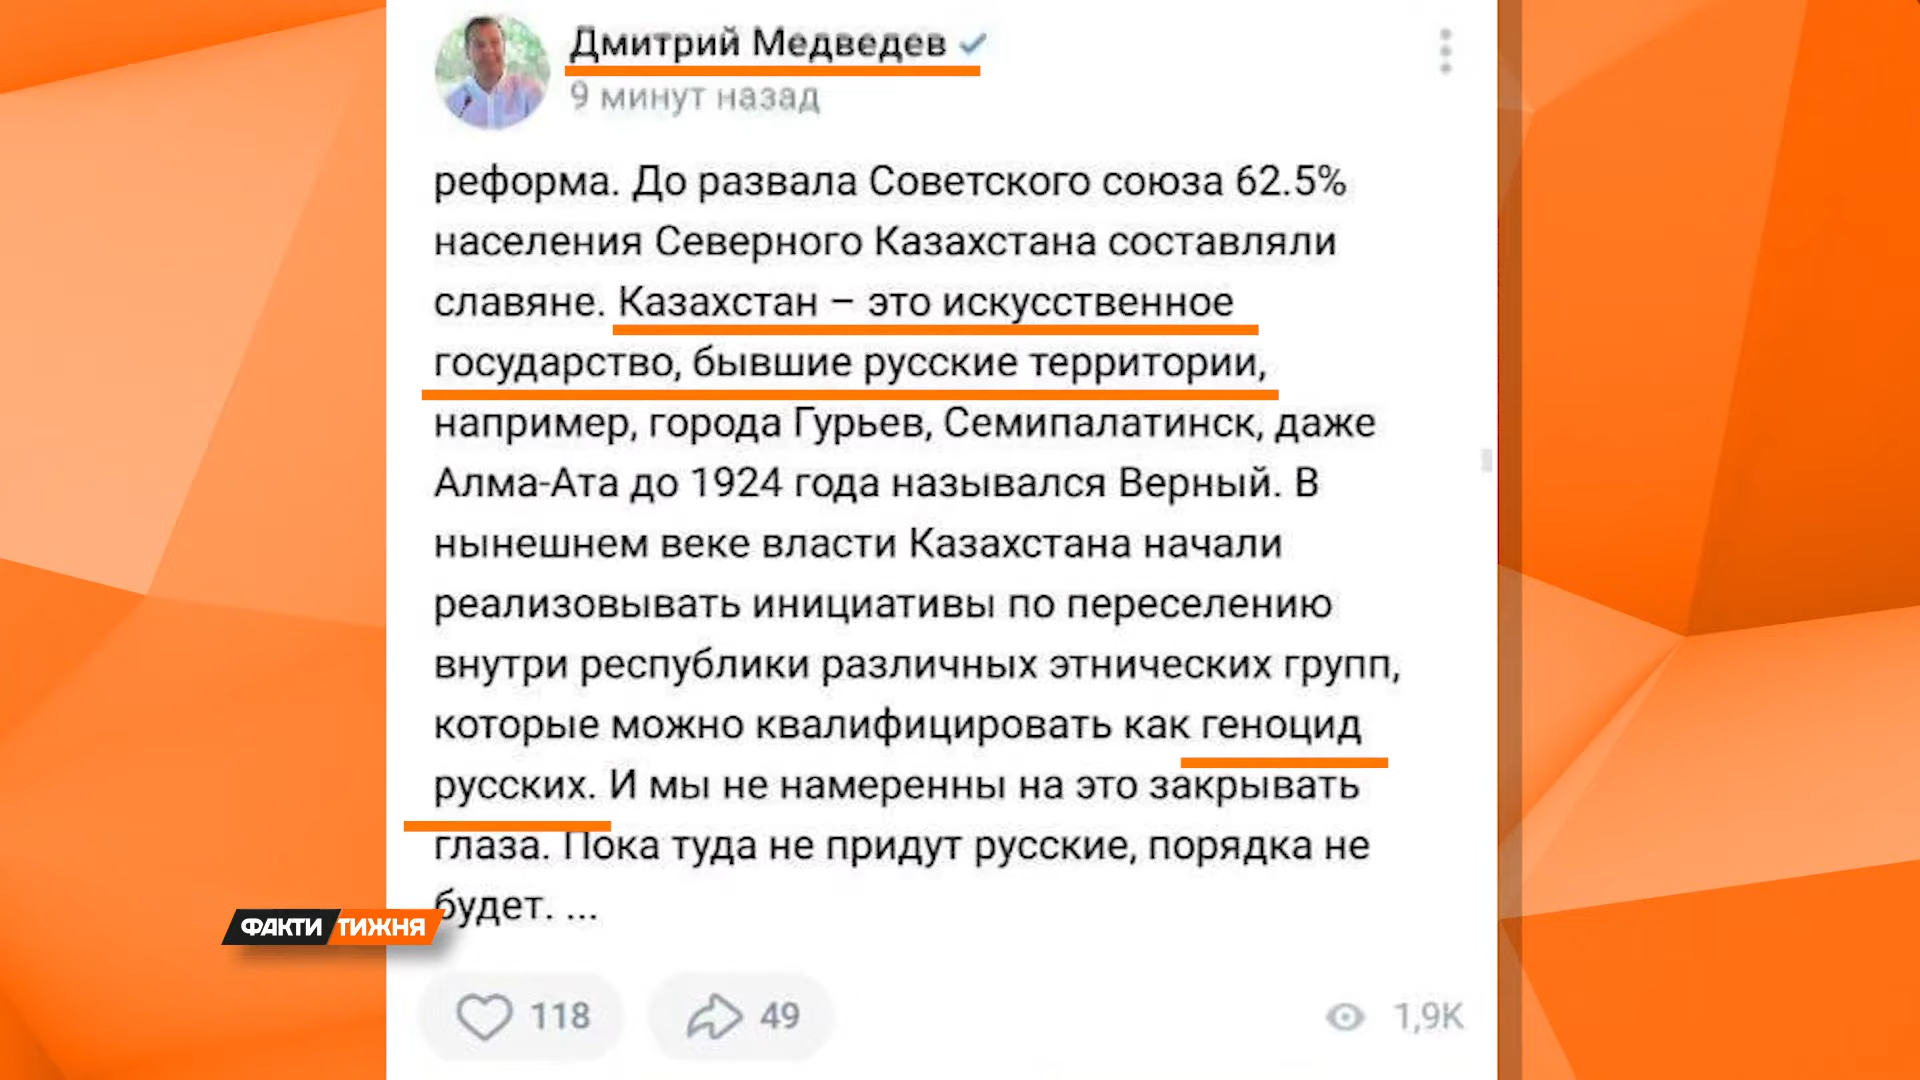 Дмитрий Медведев
9 минут назад
реформа. До развала Советского союза 62.5%
населения Северного Казахстана составляли
славяне. Казахстан – это искусственное
государство, бывшие русские территории,
например, города Гурьев, Семипалатинск, даже
Алма-Ата до 1924 года назывался Верный. В
нынешнем веке власти Казахстана начали
реализовывать инициативы по переселению
внутри республики различных этнических групп,
которые можно квалифицировать как геноцид
русских. И мы не намеренны на это закрывать
глаза. Пока туда не придут русские, порядка не
будет. ...
ФАКТИ ТИЖНЯ
118 49 1,9K